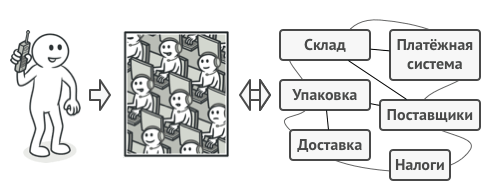 Склад
Платёжная
система
Упаковка
Поставщики
Доставка
Налоги